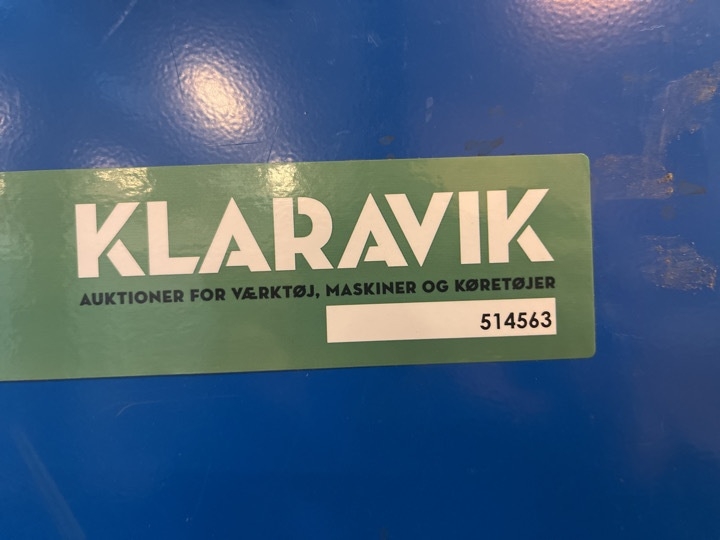 KLARAVIK
AUKTIONER FOR VÆRKTØJ, MASKINER OG KØRETØJER
514563